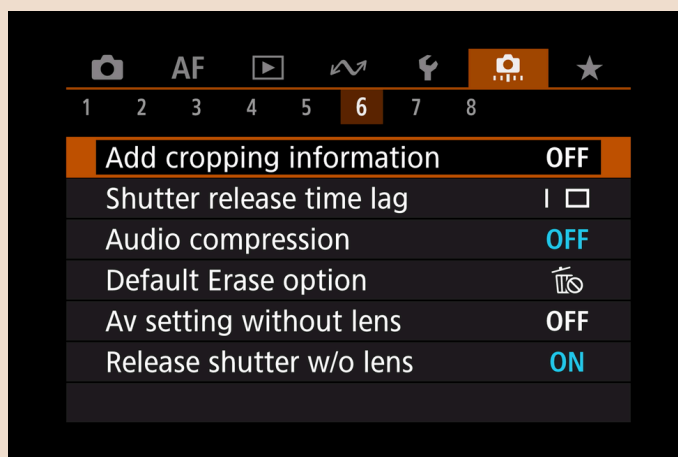 AF
1 2 3 4 5 6 7 8
Add cropping information OFF
Shutter release time lag
Audio compression OFF
Default Erase option
Av setting without lens OFF
Release shutter w/o lens ON